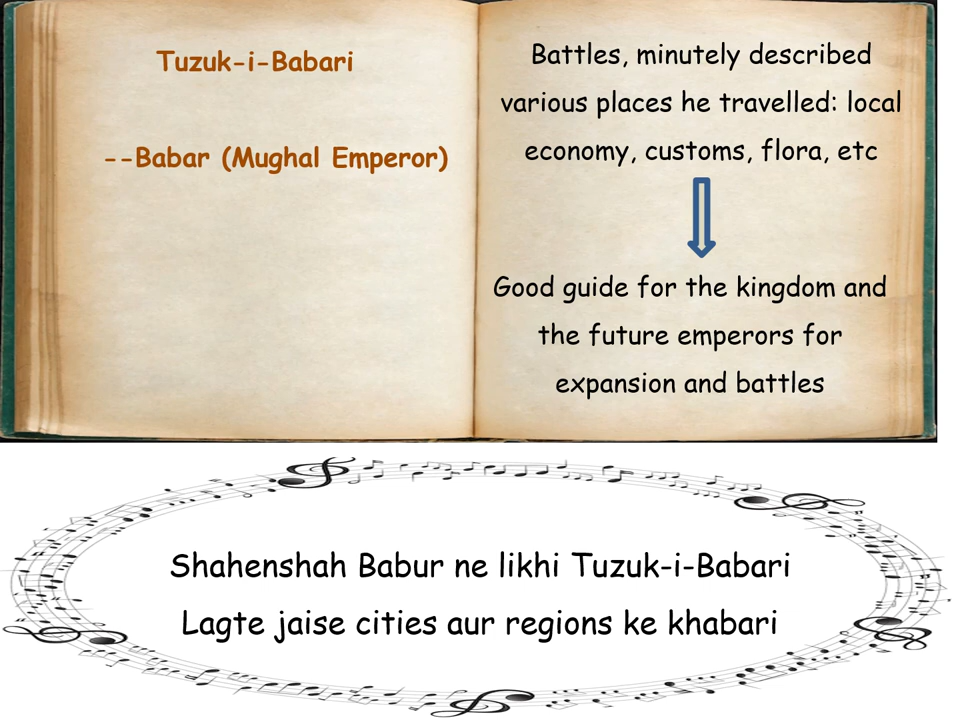 Tuzuk-i-Babari
--Babar (Mughal Emperor)
Battles, minutely described
various places he travelled: local
economy, customs, flora, etc
Good guide for the kingdom and
the future emperors for
expansion and battles
Shahenshah Babur ne likhi Tuzuk-i-Babari
Lagte jaise cities aur regions ke khabari